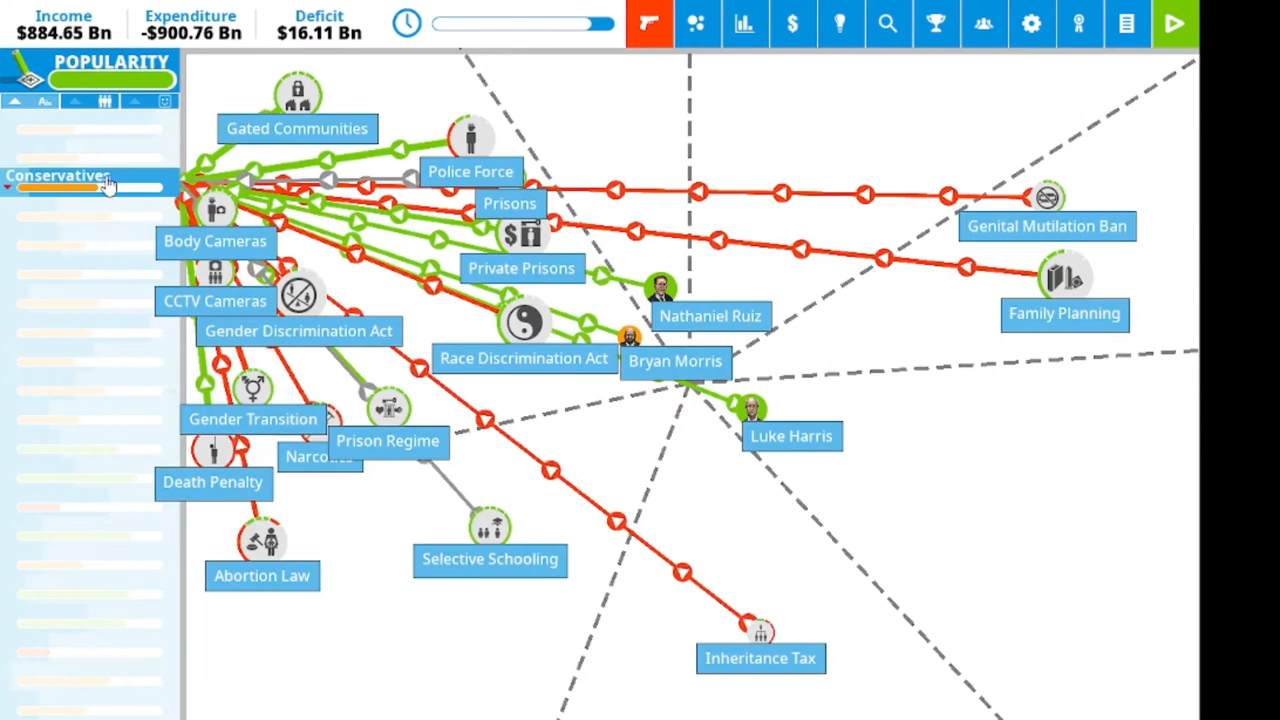 Income
$884.65 Bn
Expenditure
-$900.76 Bn
Deficit
$16.11 Bn
POPULARITY
Conservatives
Gated Communities
Police Force
Prisons
Genital Mutilation Ban
Body Cameras
Private Prisons
CCTV Cameras
Nathaniel Ruiz
Family Planning
Gender Discrimination Act
Race Discrimination Act
Bryan Morris
Gender Transition
Prison Regime
Luke Harris
Death Penalty
Selective Schooling
Abortion Law
Inheritance Tax